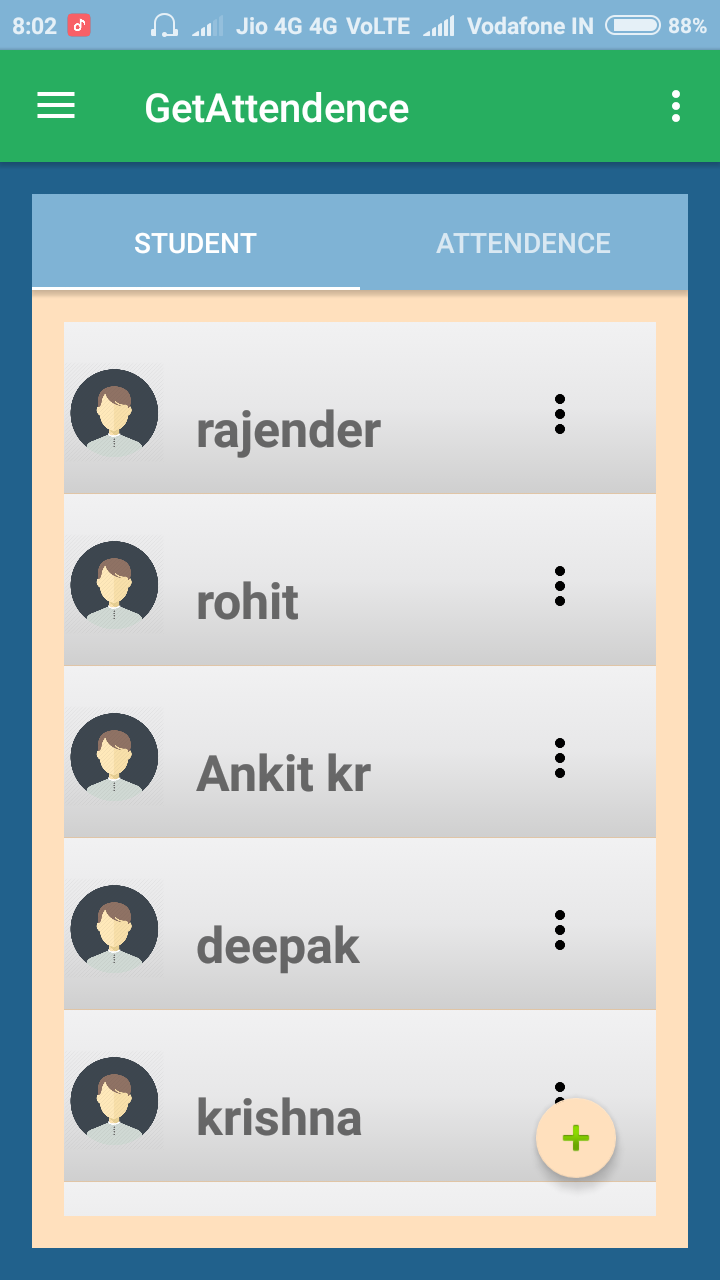 8:02 Jio 4G 4G VoLTE Vodafone IN 88%
GetAttendence
STUDENT ATTENDENCE
rajender
rohit
Ankit kr
deepak
krishna